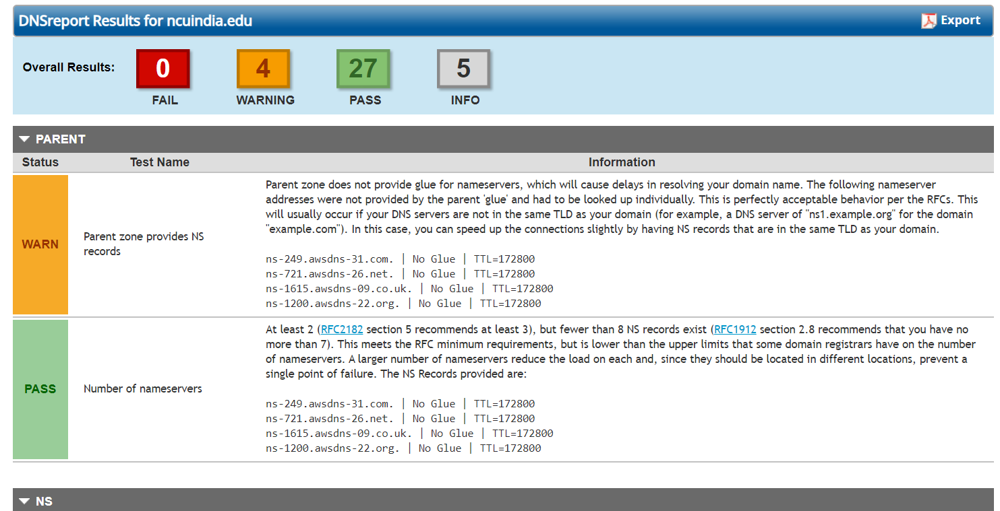 DNSreport Results for ncuindia.edu
Export
Overall Results:
0
4
27
5
FAIL
WARNING
PASS
INFO
PARENT
Status
Test Name
Information
WARN
Parent zone provides NS
records
Parent zone does not provide glue for nameservers, which will cause delays in resolving your domain name. The following nameserver
addresses were not provided by the parent 'glue' and had to be looked up individually. This is perfectly acceptable behavior per the RFCs. This
will usually occur if your DNS servers are not in the same TLD as your domain (for example, a DNS server of "ns1.example.org" for the domain
"example.com"). In this case, you can speed up the connections slightly by having NS records that are in the same TLD as your domain.
ns-249.awsdns-31.com. | No Glue | TTL=172800
ns-721.awsdns-26.net. | No Glue | TTL=172800
ns-1615.awsdns-09.co.uk. | No Glue | TTL=172800
ns-1200.awsdns-22.org. | No Glue | TTL=172800
PASS
Number of nameservers
At least 2 (RFC2182 section 5 recommends at least 3), but fewer than 8 NS records exist (RFC1912 section 2.8 recommends that you have no
more than 7). This meets the RFC minimum requirements, but is lower than the upper limits that some domain registrars have on the number
of nameservers. A larger number of nameservers reduce the load on each and, since they should be located in different locations, prevent a
single point of failure. The NS Records provided are:
ns-249.awsdns-31.com. | No Glue | TTL=172800
ns-721.awsdns-26.net. | No Glue | TTL=172800
ns-1615.awsdns-09.co.uk. | No Glue | TTL=172800
ns-1200.awsdns-22.org. | No Glue | TTL=172800
NS